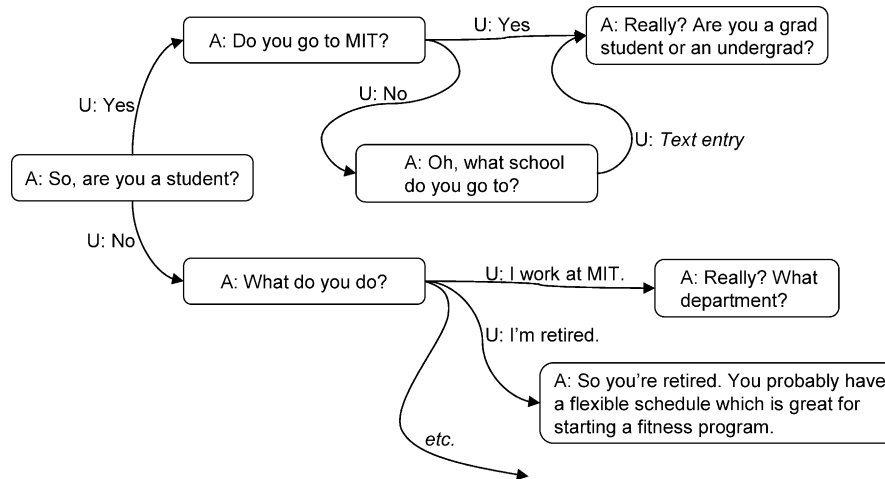 U: Yes
A: Do you go to MIT?
A: Really? Are you a grad
student or an undergrad?
U: No
U: Yes
U: Text entry
A: Oh, what school
do you go to?
A: So, are you a student?
U: No
U: I work at MIT.
A: What do you do?
A: Really? What
department?
U: I’m retired.
A: So you’re retired. You probably have
a flexible schedule which is great for
starting a fitness program.
etc.